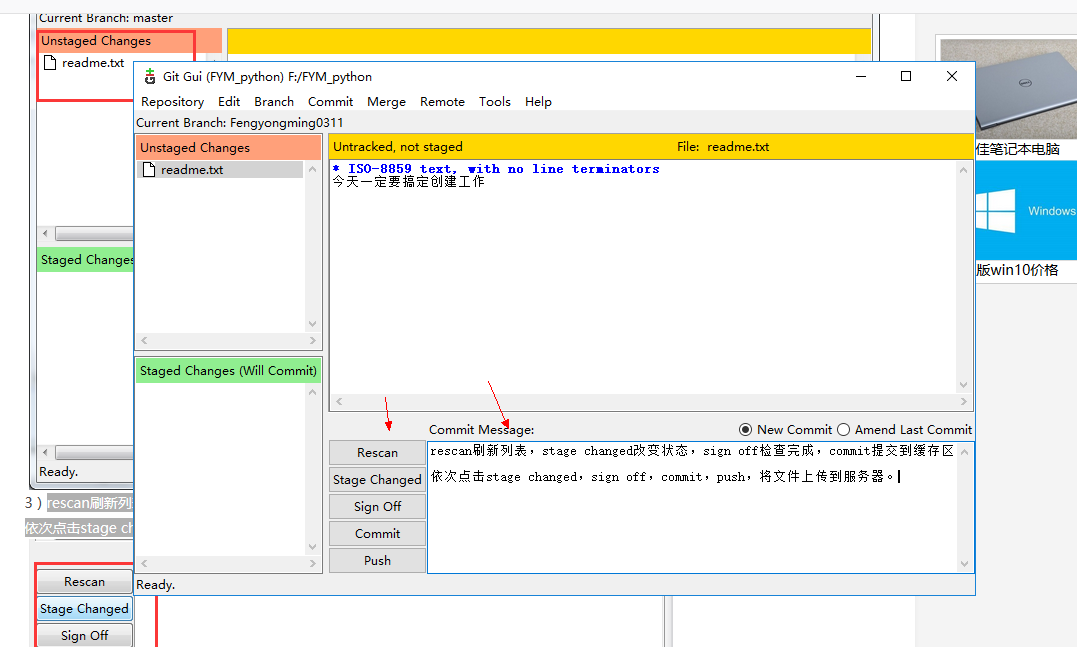 Current Branch: master
Unstaged Changes
readme.txt
Git Gui (FYM_python) F:/FYM_python
Repository Edit Branch Commit Merge Remote Tools Help
Current Branch: Fengyongming0311
Unstaged Changes
readme.txt
Untracked, not staged File: readme.txt
* ISO-8859 text, with no line terminators
今天一定要搞定创建工作
Staged Changes (Will Commit)
Commit Message:
New Commit
Amend Last Commit
Rescan
Stage Changed
Sign Off
Commit
Push
rescan刷新列表，stage changed改变状态，sign off检查完成，commit提交到缓存区
依次点击stage changed，sign off，commit，push，将文件上传到服务器。
Ready.
Staged Changes
Ready.
3）rescan刷新列
依次点击stage ch
Rescan
Stage Changed
Sign Off
DELL
佳笔记本电脑
Windows
版win10价格